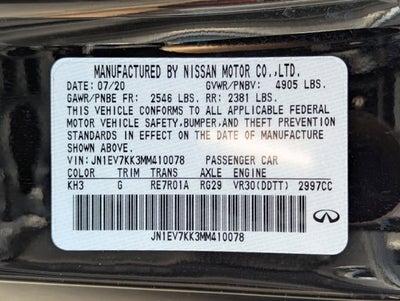 MANUFACTURED BY NISSAN MOTOR CO.,LTD.
DATE: 07/20 GVWR/PNBV: 4905 LBS.
GAWR/PNBE FR: 2546 LBS. RR: 2381 LBS.
THIS VEHICLE CONFORMS TO ALL APPLICABLE FEDERAL
MOTOR VEHICLE SAFETY,BUMPER,AND THEFT PREVENTION
STANDARDS IN EFFECT ON THE DATE OF MANUFACTURE
SHOWN ABOVE.
VIN: JN1EV7KK3MM410078 PASSENGER CAR
COLOR TRIM TRANS AXLE ENGINE
KH3 G RE7R01A RG29 VR30(DDTT) 2997CC
INFINITI
JN1EV7KK3MM410078